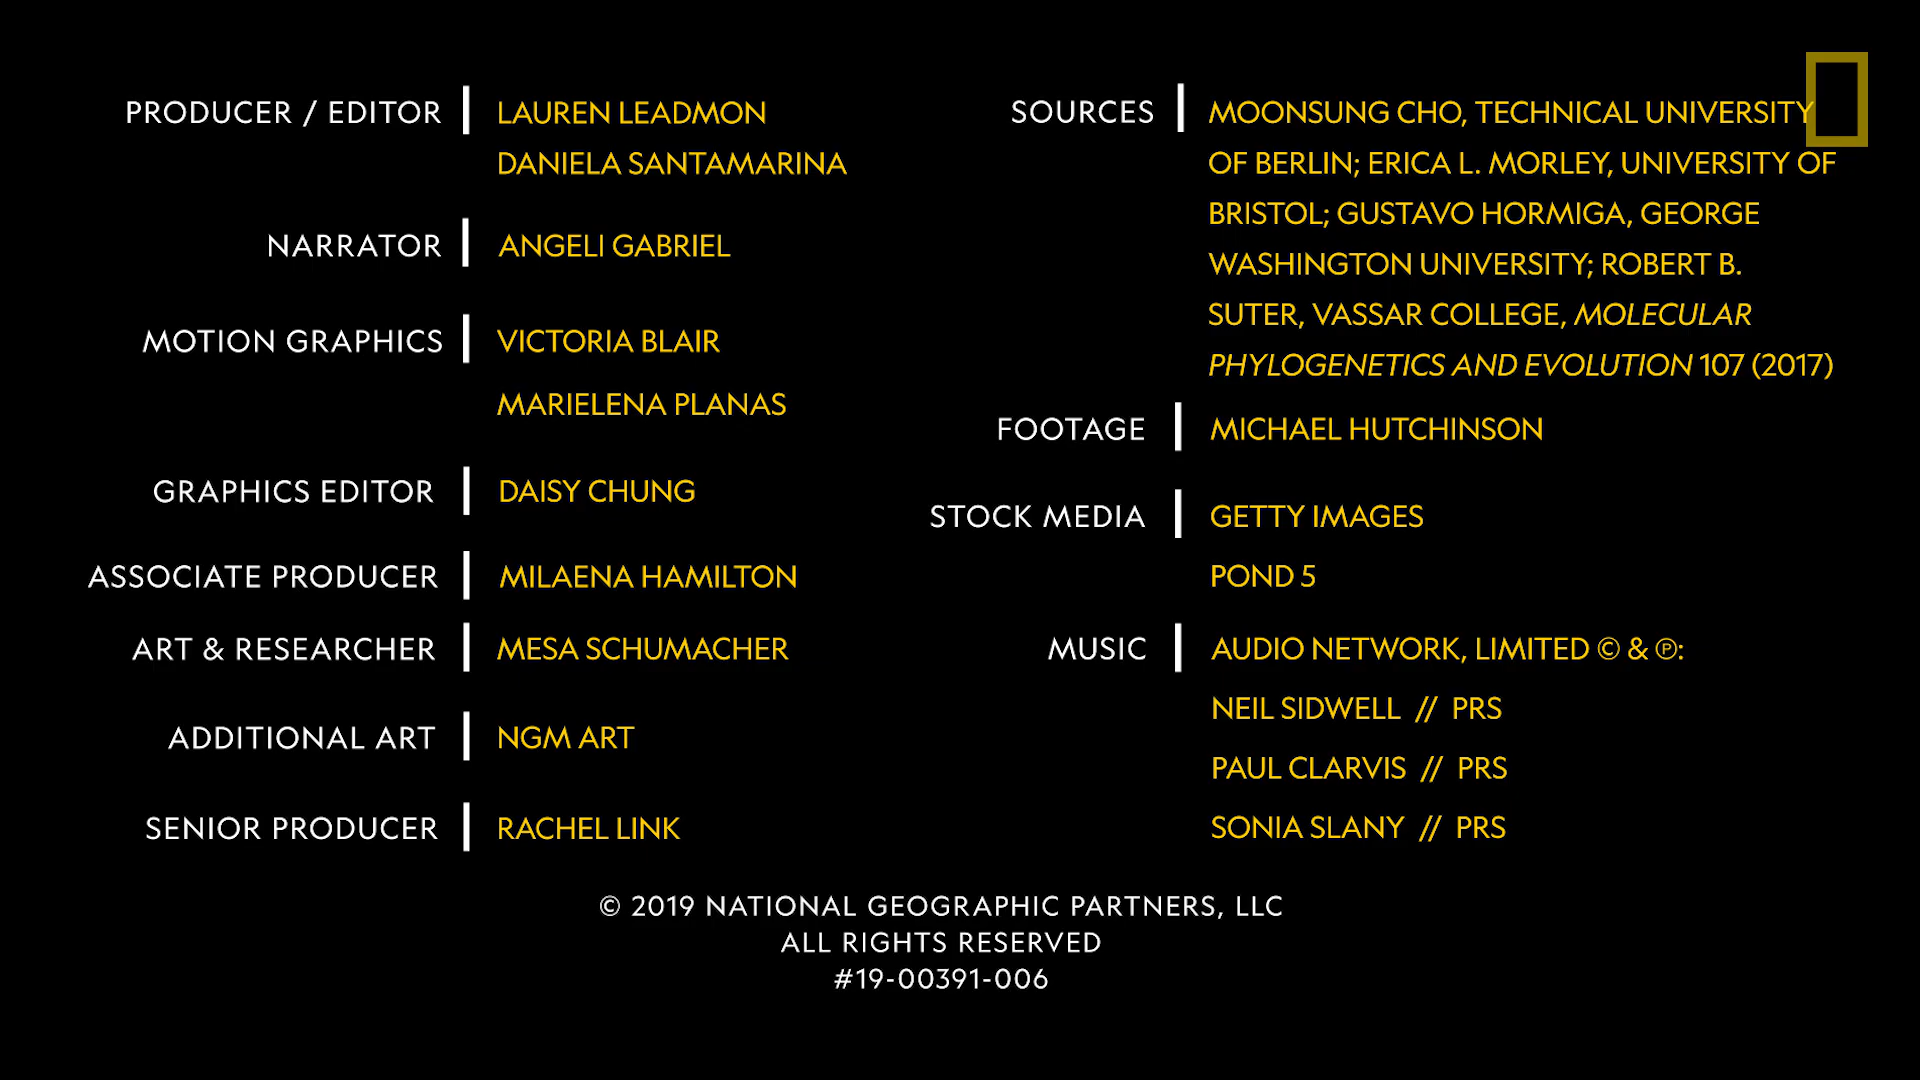 PRODUCER / EDITOR | LAUREN LEADMON
DANIELA SANTAMARINA
NARRATOR | ANGELI GABRIEL
MOTION GRAPHICS | VICTORIA BLAIR
MARIELENA PLANAS
GRAPHICS EDITOR | DAISY CHUNG
ASSOCIATE PRODUCER | MILAENA HAMILTON
ART & RESEARCHER | MESA SCHUMACHER
ADDITIONAL ART | NGM ART
SENIOR PRODUCER | RACHEL LINK
SOURCES | MOONSUNG CHO, TECHNICAL UNIVERSITY
OF BERLIN; ERICA L. MORLEY, UNIVERSITY OF
BRISTOL; GUSTAVO HORMIGA, GEORGE
WASHINGTON UNIVERSITY; ROBERT B.
SUTER, VASSAR COLLEGE, MOLECULAR
PHYLOGENETICS AND EVOLUTION 107 (2017)
FOOTAGE | MICHAEL HUTCHINSON
STOCK MEDIA | GETTY IMAGES
POND 5
MUSIC | AUDIO NETWORK, LIMITED © & ℗:
NEIL SIDWELL // PRS
PAUL CLARVIS // PRS
SONIA SLANY // PRS
© 2019 NATIONAL GEOGRAPHIC PARTNERS, LLC
ALL RIGHTS RESERVED
#19-00391-006